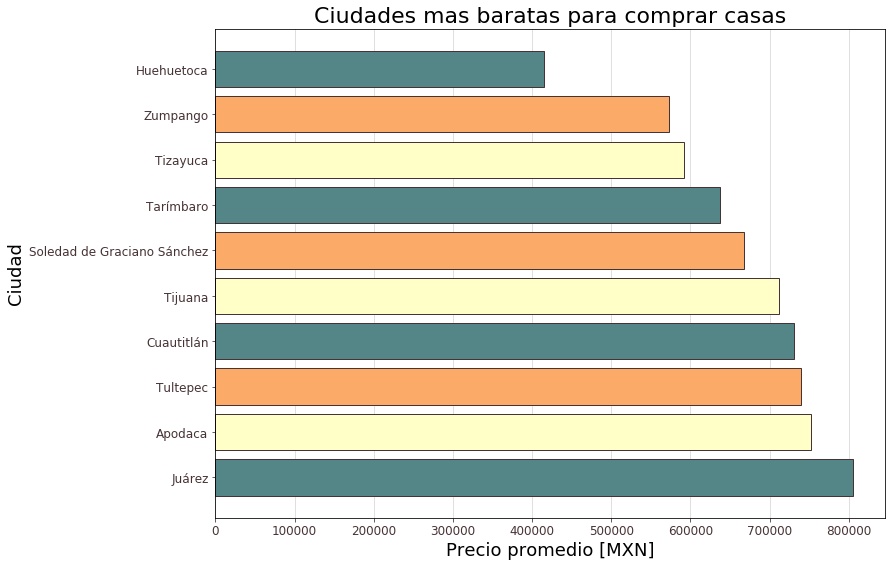 Ciudades mas baratas para comprar casas
Ciudad
Huehuetoca
Zumpango
Tizayuca
Tarímbaro
Soledad de Graciano Sánchez
Tijuana
Cuautitlán
Tultepec
Apodaca
Juárez
0 100000 200000 300000 400000 500000 600000 700000 800000
Precio promedio [MXN]